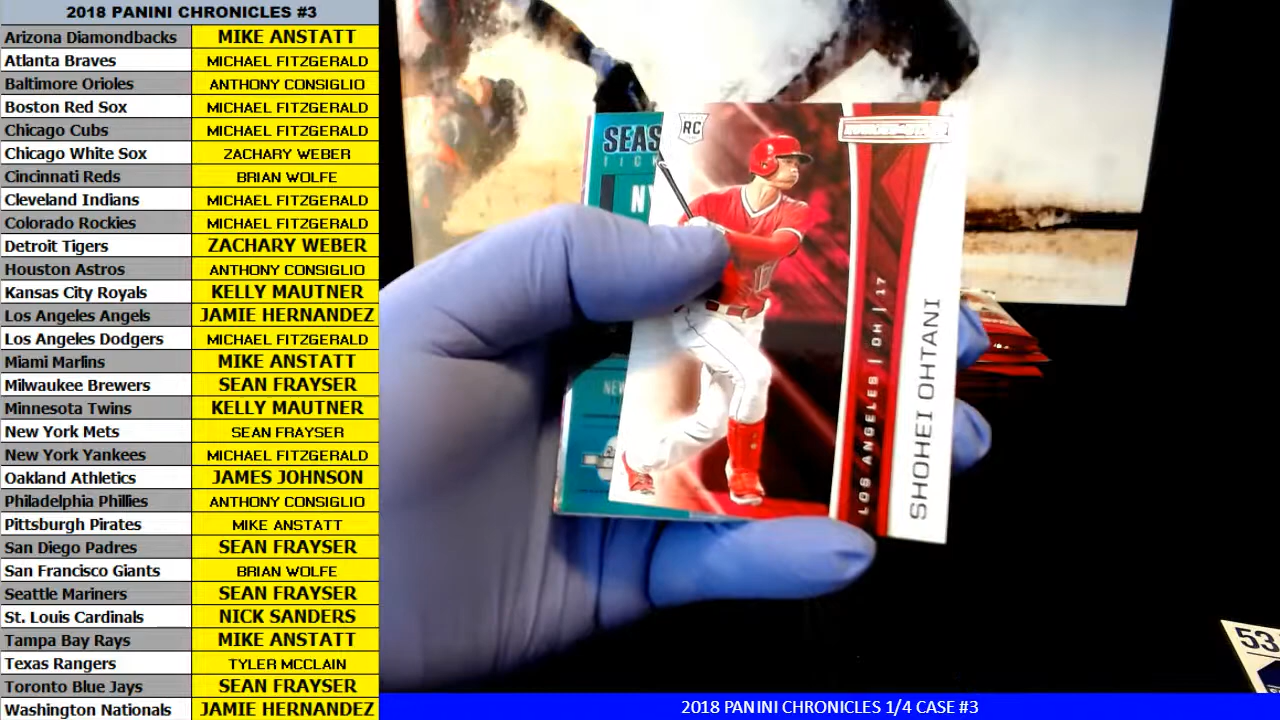 2018 PANINI CHRONICLES #3
Arizona Diamondbacks MIKE ANSTATT
Atlanta Braves MICHAEL FITZGERALD
Baltimore Orioles ANTHONY CONSIGLIO
Boston Red Sox MICHAEL FITZGERALD
Chicago Cubs MICHAEL FITZGERALD
Chicago White Sox ZACHARY WEBER
Cincinnati Reds BRIAN WOLFE
Cleveland Indians MICHAEL FITZGERALD
Colorado Rockies MICHAEL FITZGERALD
Detroit Tigers ZACHARY WEBER
Houston Astros ANTHONY CONSIGLIO
Kansas City Royals KELLY MAUTNER
Los Angeles Angels JAMIE HERNANDEZ
Los Angeles Dodgers MICHAEL FITZGERALD
Miami Marlins MIKE ANSTATT
Milwaukee Brewers SEAN FRAYSER
Minnesota Twins KELLY MAUTNER
New York Mets SEAN FRAYSER
New York Yankees MICHAEL FITZGERALD
Oakland Athletics JAMES JOHNSON
Philadelphia Phillies ANTHONY CONSIGLIO
Pittsburgh Pirates MIKE ANSTATT
San Diego Padres SEAN FRAYSER
San Francisco Giants BRIAN WOLFE
Seattle Mariners SEAN FRAYSER
St. Louis Cardinals NICK SANDERS
Tampa Bay Rays MIKE ANSTATT
Texas Rangers TYLER MCCLAIN
Toronto Blue Jays SEAN FRAYSER
Washington Nationals JAMIE HERNANDEZ
SEAS
TICK
NY
NEW
RC
17
LOS ANGELES | DH | 17
SHOHEI OHTANI
53
2018 PANINI CHRONICLES 1/4 CASE #3